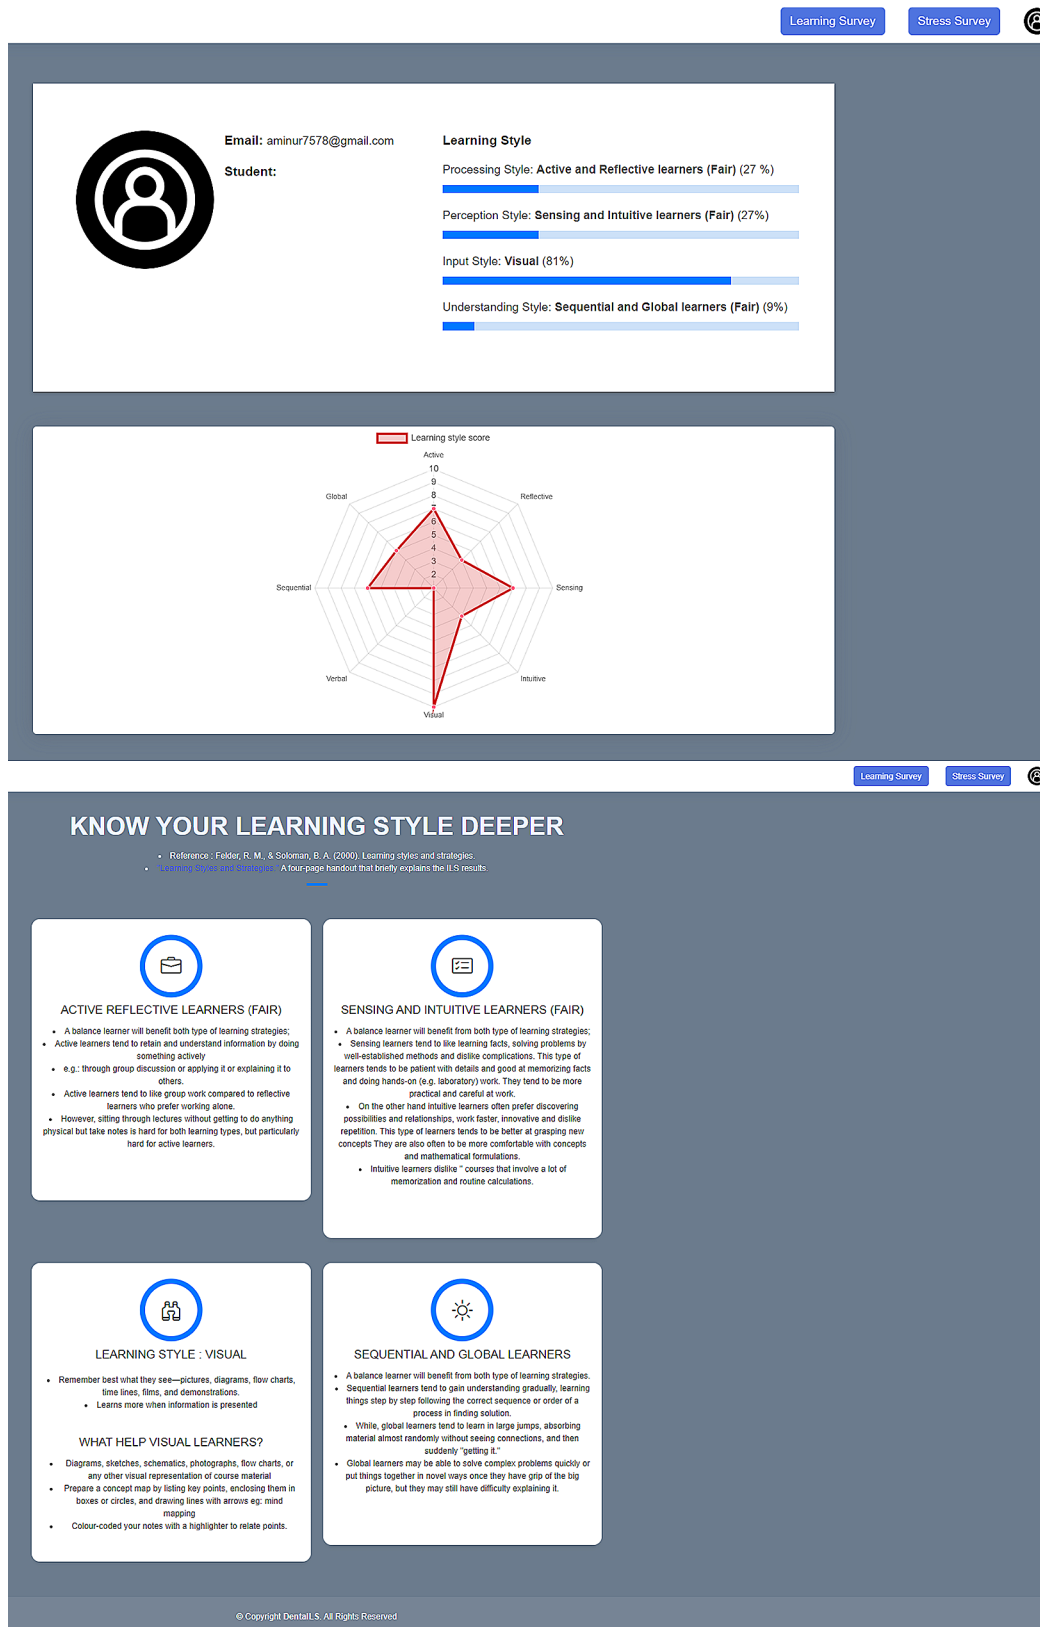 Learning Survey
Stress Survey
Email: aminur7578@gmail.com
Student:
Learning Style
Processing Style: Active and Reflective learners (Fair) (27 %)
Perception Style: Sensing and Intuitive learners (Fair) (27%)
Input Style: Visual (81%)
Understanding Style: Sequential and Global learners (Fair) (9%)
Learning style score
Active
Reflective
Sensing
Intuitive
Visual
Verbal
Sequential
Global
10
9
8
7
6
5
4
3
2
Learning Survey
Stress Survey
KNOW YOUR LEARNING STYLE DEEPER
• Reference : Felder, R. M., & Soloman, B. A. (2000). Learning styles and strategies.
• "Learning Styles and Strategies." A four-page handout that briefly explains the ILS results.
ACTIVE REFLECTIVE LEARNERS (FAIR)
• A balance learner will benefit both type of learning strategies;
• Active learners tend to retain and understand information by doing
something actively
• e.g.: through group discussion or applying it or explaining it to
others.
• Active learners tend to like group work compared to reflective
learners who prefer working alone.
• However, sitting through lectures without getting to do anything
physical but take notes is hard for both learning types, but particularly
hard for active learners.
SENSING AND INTUITIVE LEARNERS (FAIR)
• A balance learner will benefit from both type of learning strategies;
• Sensing learners tend to like learning facts, solving problems by
well-established methods and dislike complications. This type of
learners tends to be patient with details and good at memorizing facts
and doing hands-on (e.g. laboratory) work. They tend to be more
practical and careful at work.
• On the other hand intuitive learners often prefer discovering
possibilities and relationships, work faster, innovative and dislike
repetition. This type of learners tends to be better at grasping new
concepts They are also often to be more comfortable with concepts
and mathematical formulations.
• Intuitive learners dislike " courses that involve a lot of
memorization and routine calculations.
LEARNING STYLE : VISUAL
• Remember best what they see—pictures, diagrams, flow charts,
time lines, films, and demonstrations.
• Learns more when information is presented
WHAT HELP VISUAL LEARNERS?
• Diagrams, sketches, schematics, photographs, flow charts, or
any other visual representation of course material
• Prepare a concept map by listing key points, enclosing them in
boxes or circles, and drawing lines with arrows eg: mind
mapping
• Colour-coded your notes with a highlighter to relate points.
SEQUENTIAL AND GLOBAL LEARNERS
• A balance learner will benefit from both type of learning strategies.
• Sequential learners tend to gain understanding gradually, learning
things step by step following the correct sequence or order of a
process in finding solution.
• While, global learners tend to learn in large jumps, absorbing
material almost randomly without seeing connections, and then
suddenly "getting it."
• Global learners may be able to solve complex problems quickly or
put things together in novel ways once they have grip of the big
picture, but they may still have difficulty explaining it.
© Copyright DentalLS. All Rights Reserved